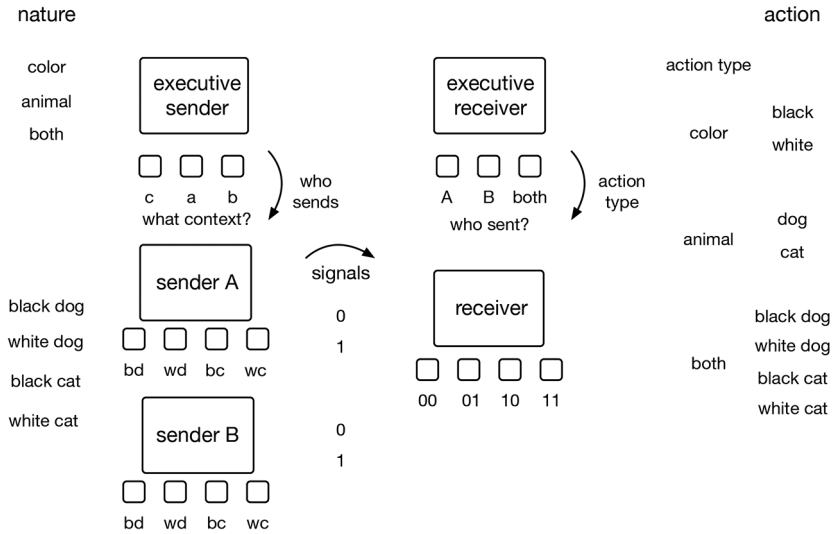 nature
color
animal
both
executive
sender
c a b
what context?
who
sends
executive
receiver
A B both
who sent?
action
type
action
action type
color
black
white
animal
dog
cat
both
black dog
white dog
black cat
white cat
black dog
white dog
black cat
white cat
sender A
bd wd bc wc
signals
0
1
receiver
00 01 10 11
sender B
bd wd bc wc
0
1